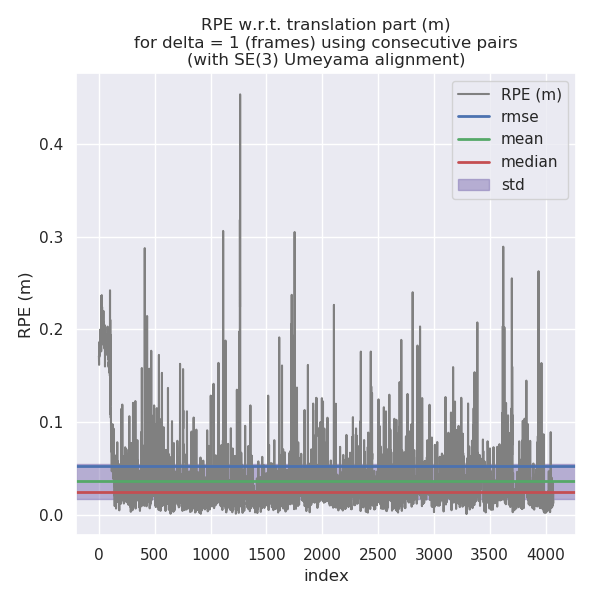 RPE w.r.t. translation part (m)
for delta = 1 (frames) using consecutive pairs
(with SE(3) Umeyama alignment)
RPE (m)
rmse
mean
median
std
0.4
0.3
0.2
0.1
0.0
RPE (m)
0 500 1000 1500 2000 2500 3000 3500 4000
index